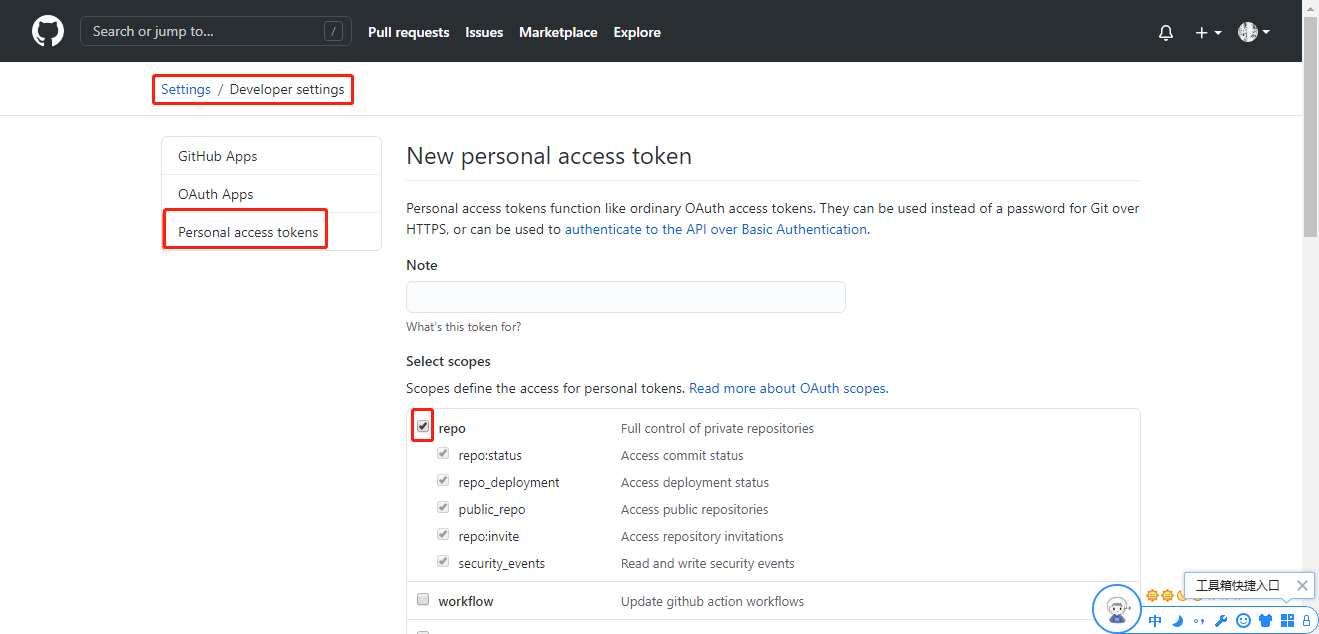 Search or jump to... / Pull requests Issues Marketplace Explore
Settings / Developer settings
GitHub Apps
OAuth Apps
Personal access tokens
New personal access token
Personal access tokens function like ordinary OAuth access tokens. They can be used instead of a password for Git over
HTTPS, or can be used to authenticate to the API over Basic Authentication.
Note
What's this token for?
Select scopes
Scopes define the access for personal tokens. Read more about OAuth scopes.
repo Full control of private repositories
repo:status Access commit status
repo_deployment Access deployment status
public_repo Access public repositories
repo:invite Access repository invitations
security_events Read and write security events
workflow Update github action workflows
工具箱快捷入口
中